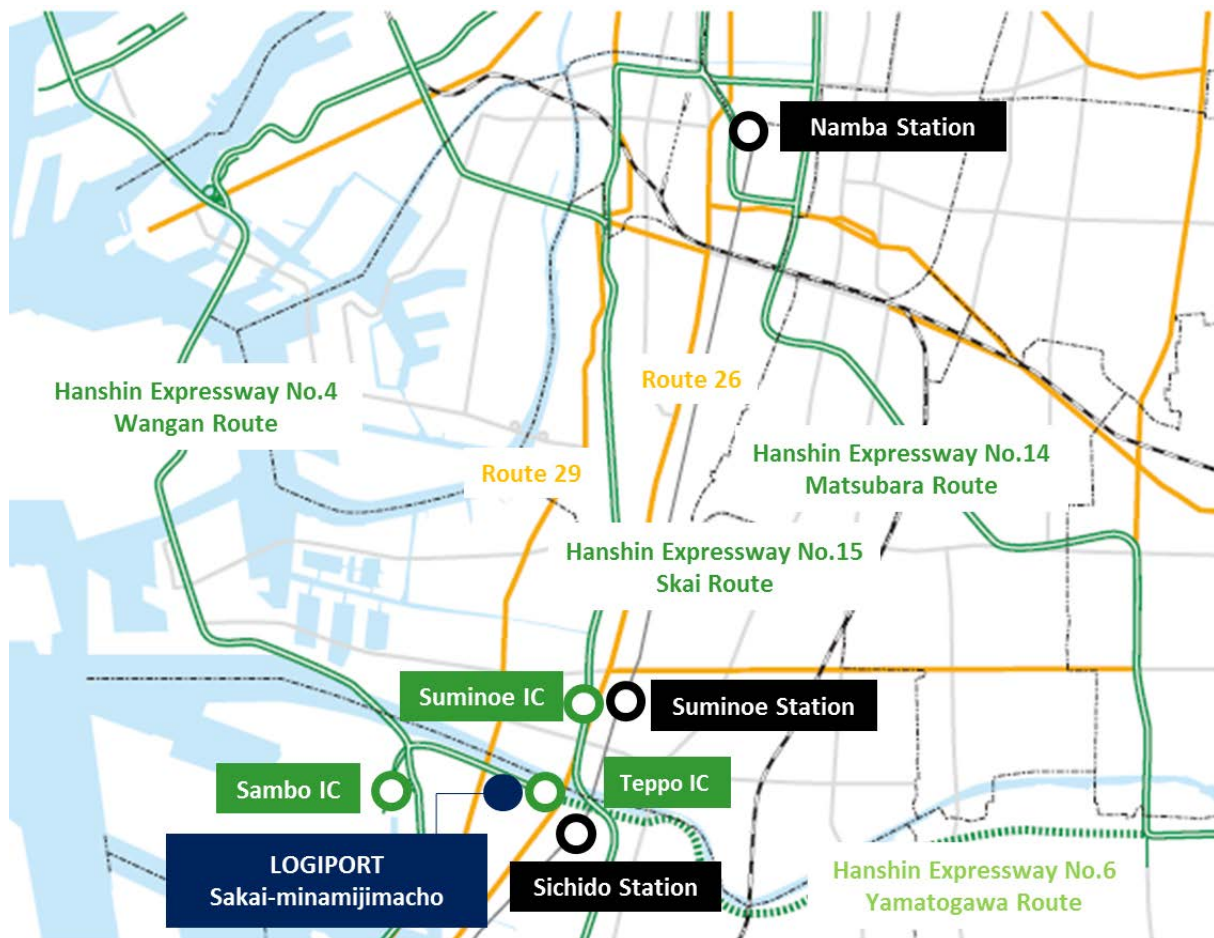 Namba Station
Route 26
Hanshin Expressway No.4
Wangan Route
Hanshin Expressway No.14
Matsubara Route
Route 29
Hanshin Expressway No.15
Skai Route
Suminoe IC
Suminoe Station
Sambo IC
Teppo IC
LOGIPORT
Sakai-minamijimacho
Sichido Station
Hanshin Expressway No.6
Yamatogawa Route